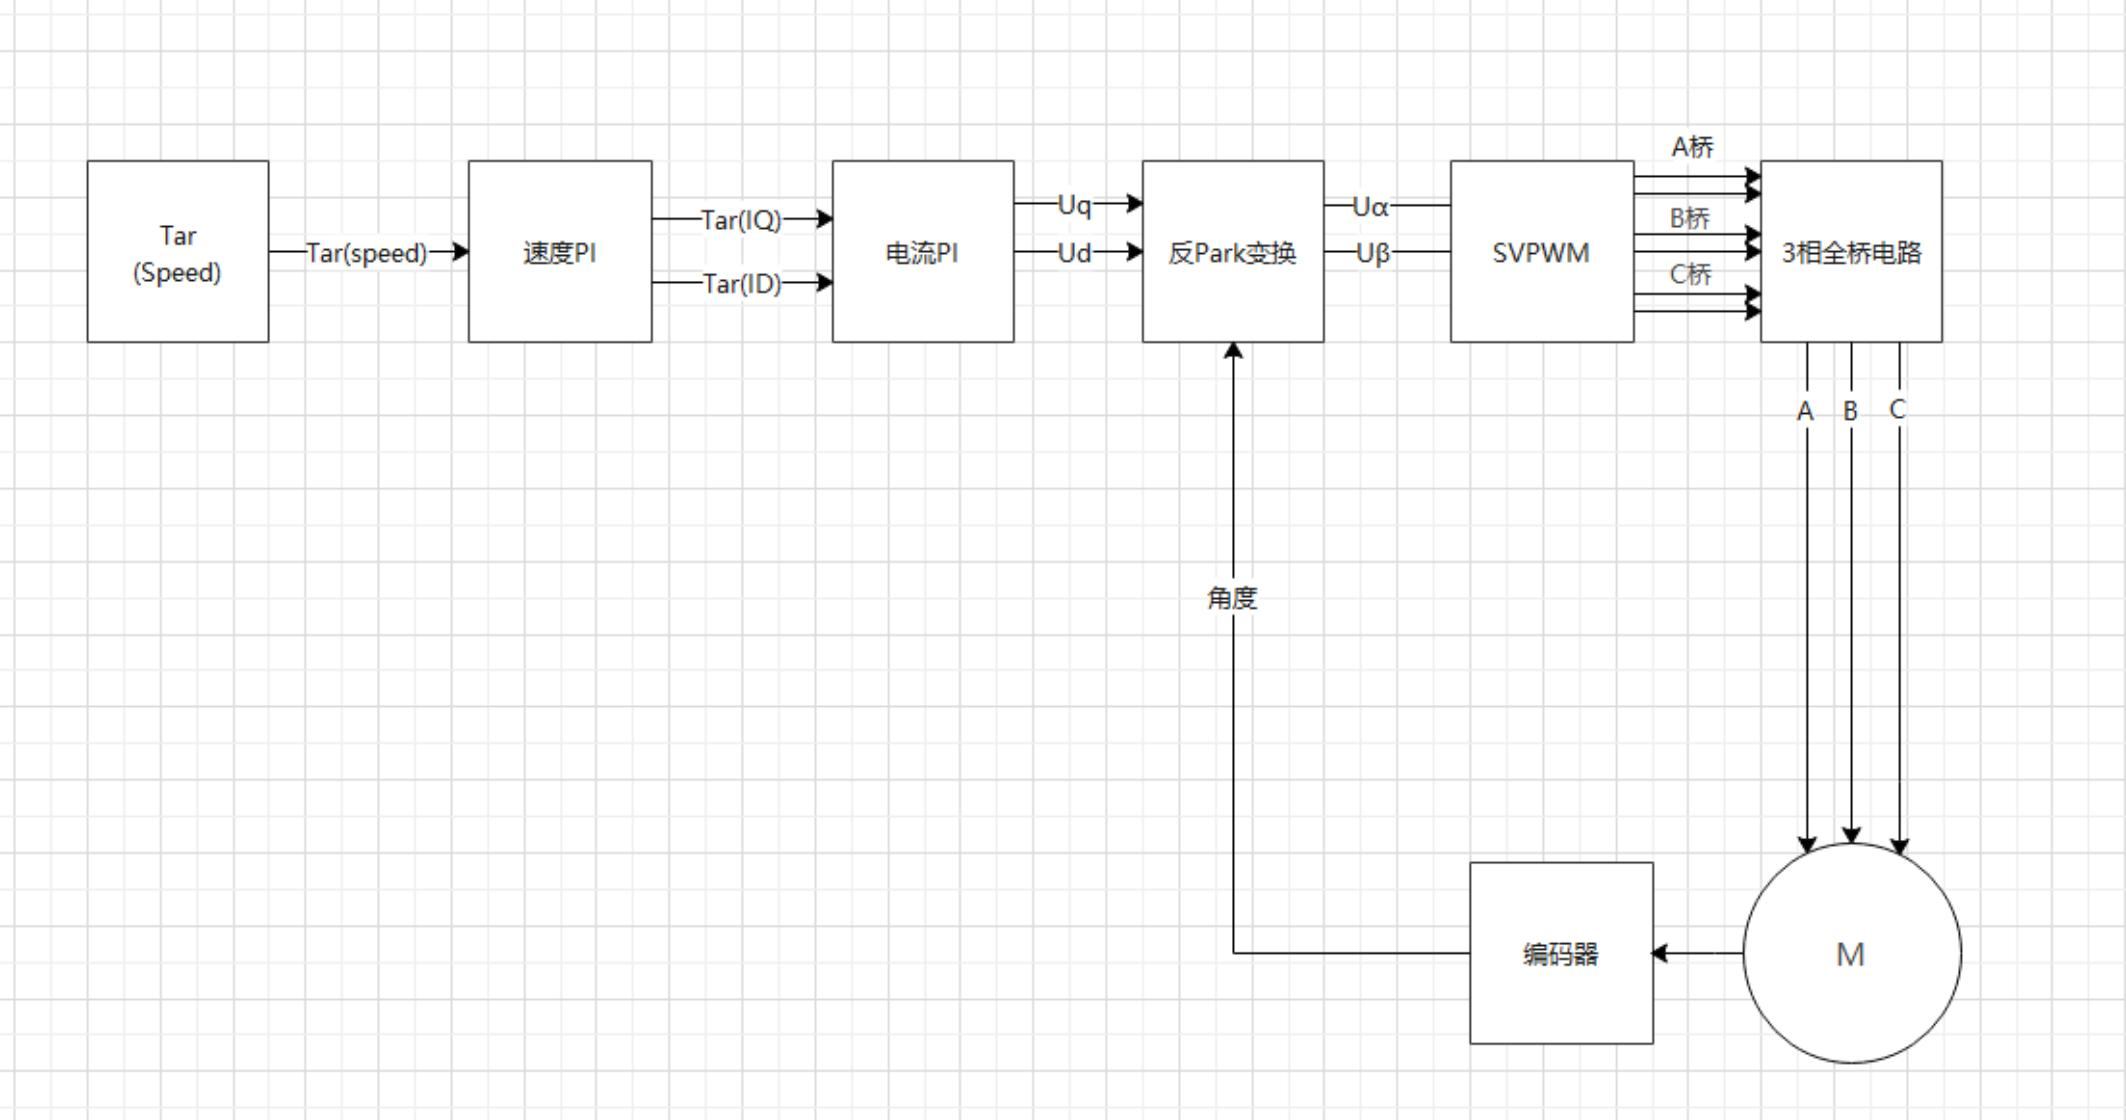 Tar
(Speed)
Tar(speed)
速度PI
Tar(IQ)
Tar(ID)
电流PI
Uq
Ud
反Park变换
Uα
Uβ
SVPWM
A桥
B桥
C桥
3相全桥电路
A
B
C
角度
编码器
M